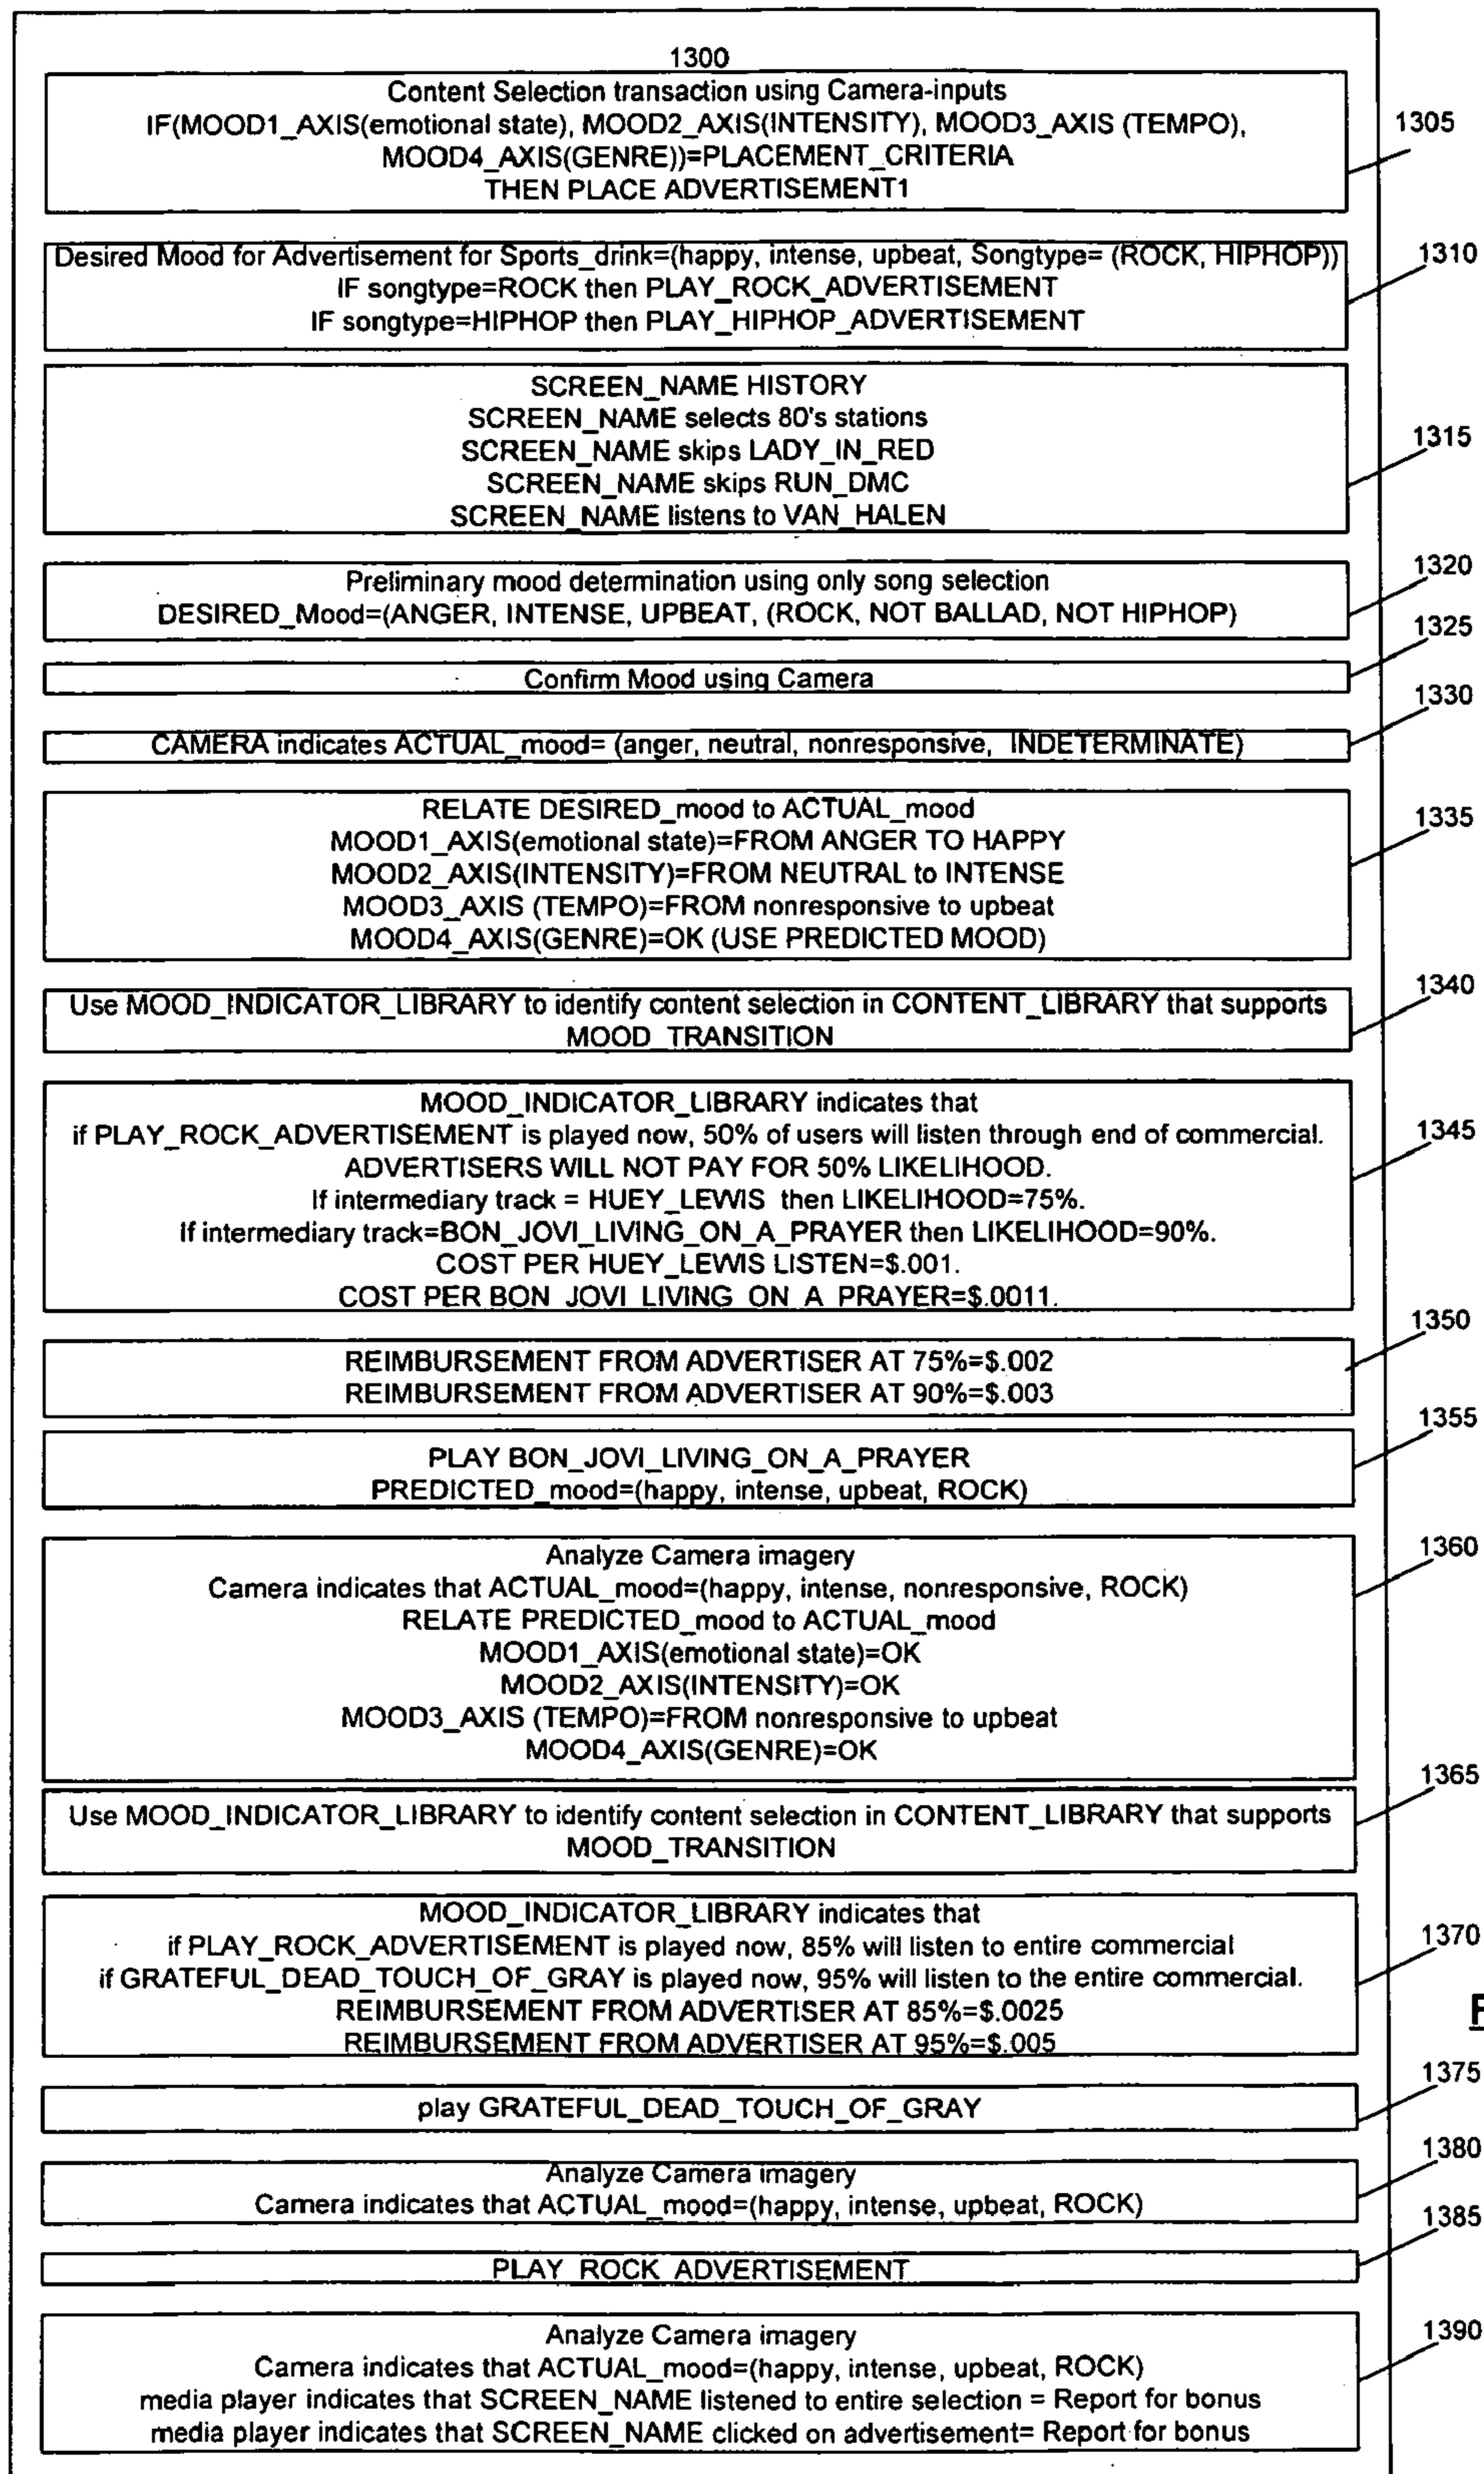 1300
Content Selection transaction using Camera-inputs
IF(MOOD1_AXIS(emotional state), MOOD2_AXIS(INTENSITY), MOOD3_AXIS (TEMPO),
MOOD4_AXIS(GENRE))=PLACEMENT_CRITERIA
THEN PLACE ADVERTISEMENT1
1305
Desired Mood for Advertisement for Sports_drink=(happy, intense, upbeat, Songtype= (ROCK, HIPHOP))
IF songtype=ROCK then PLAY_ROCK_ADVERTISEMENT
IF songtype=HIPHOP then PLAY_HIPHOP_ADVERTISEMENT
1310
SCREEN_NAME HISTORY
SCREEN_NAME selects 80's stations
SCREEN_NAME skips LADY_IN_RED
SCREEN_NAME skips RUN_DMC
SCREEN_NAME listens to VAN_HALEN
1315
Preliminary mood determination using only song selection
DESIRED_Mood=(ANGER, INTENSE, UPBEAT, (ROCK, NOT BALLAD, NOT HIPHOP)
1320
Confirm Mood using Camera
1325
CAMERA indicates ACTUAL_mood= (anger, neutral, nonresponsive, INDETERMINATE)
1330
RELATE DESIRED_mood to ACTUAL_mood
MOOD1_AXIS(emotional state)=FROM ANGER TO HAPPY
MOOD2_AXIS(INTENSITY)=FROM NEUTRAL to INTENSE
MOOD3_AXIS (TEMPO)=FROM nonresponsive to upbeat
MOOD4_AXIS(GENRE)=OK (USE PREDICTED MOOD)
1335
Use MOOD_INDICATOR_LIBRARY to identify content selection in CONTENT_LIBRARY that supports
MOOD_TRANSITION
1340
MOOD_INDICATOR_LIBRARY indicates that
if PLAY_ROCK_ADVERTISEMENT is played now, 50% of users will listen through end of commercial.
ADVERTISERS WILL NOT PAY FOR 50% LIKELIHOOD.
If intermediary track = HUEY_LEWIS then LIKELIHOOD=75%.
If intermediary track=BON_JOVI_LIVING_ON_A_PRAYER then LIKELIHOOD=90%.
COST PER HUEY_LEWIS LISTEN=$.001.
COST PER BON_JOVI_LIVING_ON_A_PRAYER=$.0011.
1345
REIMBURSEMENT FROM ADVERTISER AT 75%=$.002
REIMBURSEMENT FROM ADVERTISER AT 90%=$.003
1350
PLAY BON_JOVI_LIVING_ON_A_PRAYER
PREDICTED_mood=(happy, intense, upbeat, ROCK)
1355
Analyze Camera imagery
Camera indicates that ACTUAL_mood=(happy, intense, nonresponsive, ROCK)
RELATE PREDICTED_mood to ACTUAL_mood
MOOD1_AXIS(emotional state)=OK
MOOD2_AXIS(INTENSITY)=OK
MOOD3_AXIS (TEMPO)=FROM nonresponsive to upbeat
MOOD4_AXIS(GENRE)=OK
1360
Use MOOD_INDICATOR_LIBRARY to identify content selection in CONTENT_LIBRARY that supports
MOOD_TRANSITION
1365
MOOD_INDICATOR_LIBRARY indicates that
if PLAY_ROCK_ADVERTISEMENT is played now, 85% will listen to entire commercial
if GRATEFUL_DEAD_TOUCH_OF_GRAY is played now, 95% will listen to the entire commercial.
REIMBURSEMENT FROM ADVERTISER AT 85%=$.0025
REIMBURSEMENT FROM ADVERTISER AT 95%=$.005
1370
play GRATEFUL_DEAD_TOUCH_OF_GRAY
1375
Analyze Camera imagery
Camera indicates that ACTUAL_mood=(happy, intense, upbeat, ROCK)
1380
PLAY_ROCK_ADVERTISEMENT
1385
Analyze Camera imagery
Camera indicates that ACTUAL_mood=(happy, intense, upbeat, ROCK)
media player indicates that SCREEN_NAME listened to entire selection = Report for bonus
media player indicates that SCREEN_NAME clicked on advertisement= Report for bonus
1390